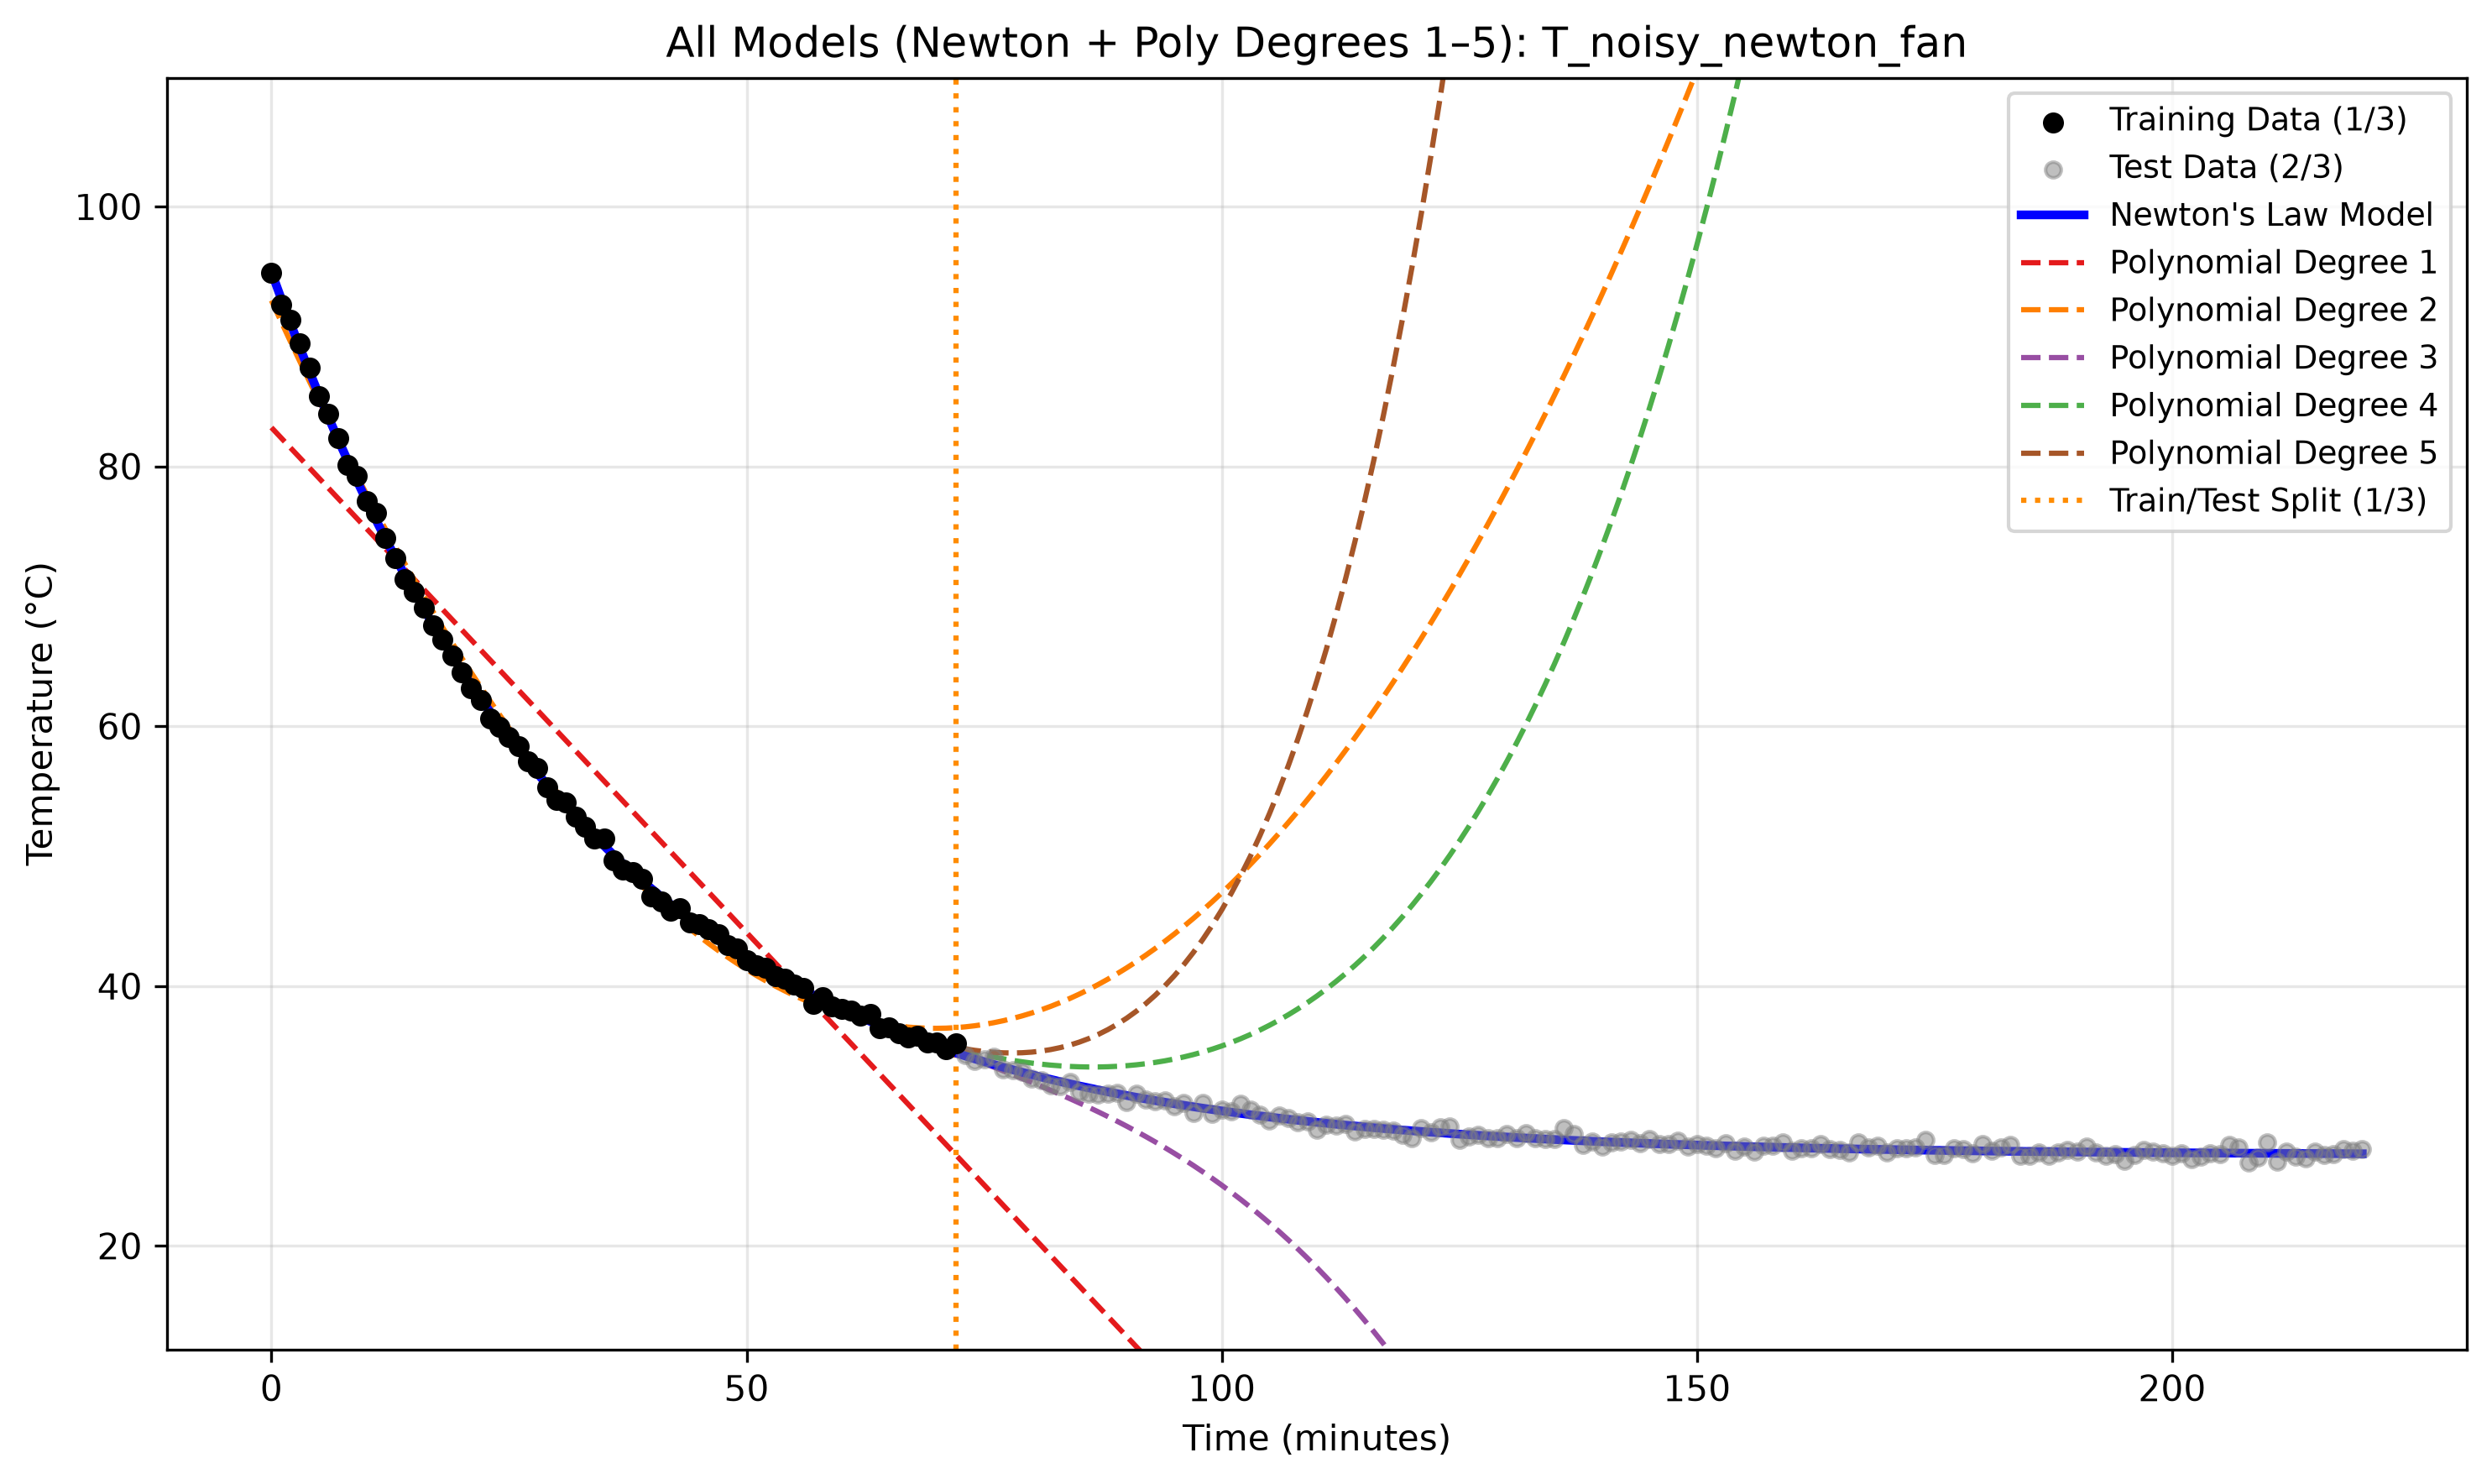 All Models (Newton + Poly Degrees 1–5): T_noisy_newton_fan
Training Data (1/3)
Test Data (2/3)
Newton's Law Model
Polynomial Degree 1
Polynomial Degree 2
Polynomial Degree 3
Polynomial Degree 4
Polynomial Degree 5
Train/Test Split (1/3)
Temperature (°C)
100
80
60
40
20
0 50 100 150 200
Time (minutes)